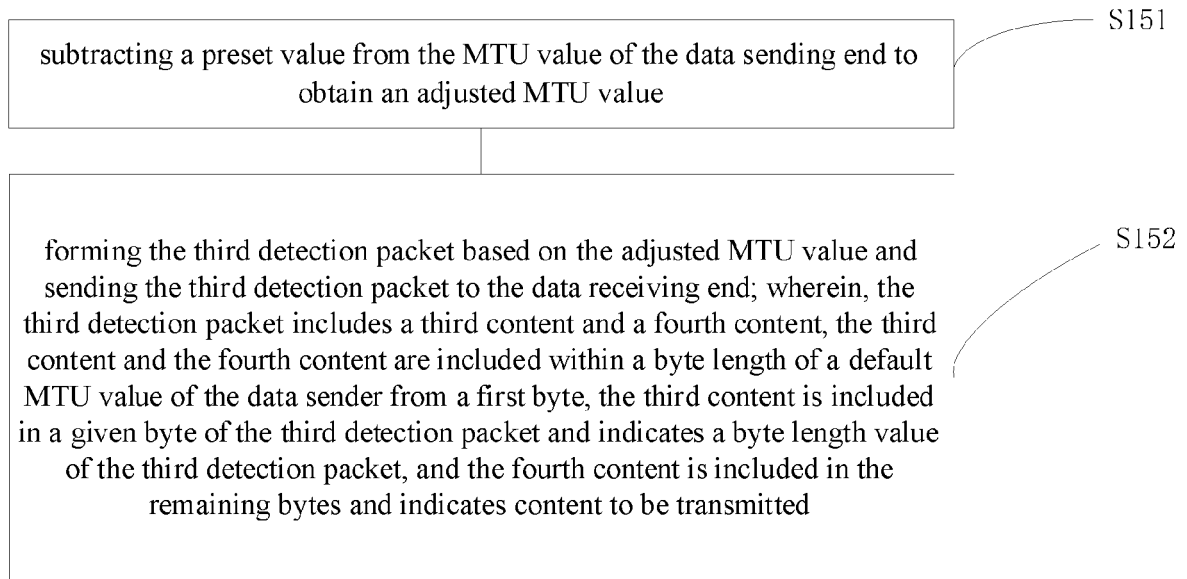 S151
subtracting a preset value from the MTU value of the data sending end to
obtain an adjusted MTU value
S152
forming the third detection packet based on the adjusted MTU value and
sending the third detection packet to the data receiving end; wherein, the
third detection packet includes a third content and a fourth content, the third
content and the fourth content are included within a byte length of a default
MTU value of the data sender from a first byte, the third content is included
in a given byte of the third detection packet and indicates a byte length value
of the third detection packet, and the fourth content is included in the
remaining bytes and indicates content to be transmitted